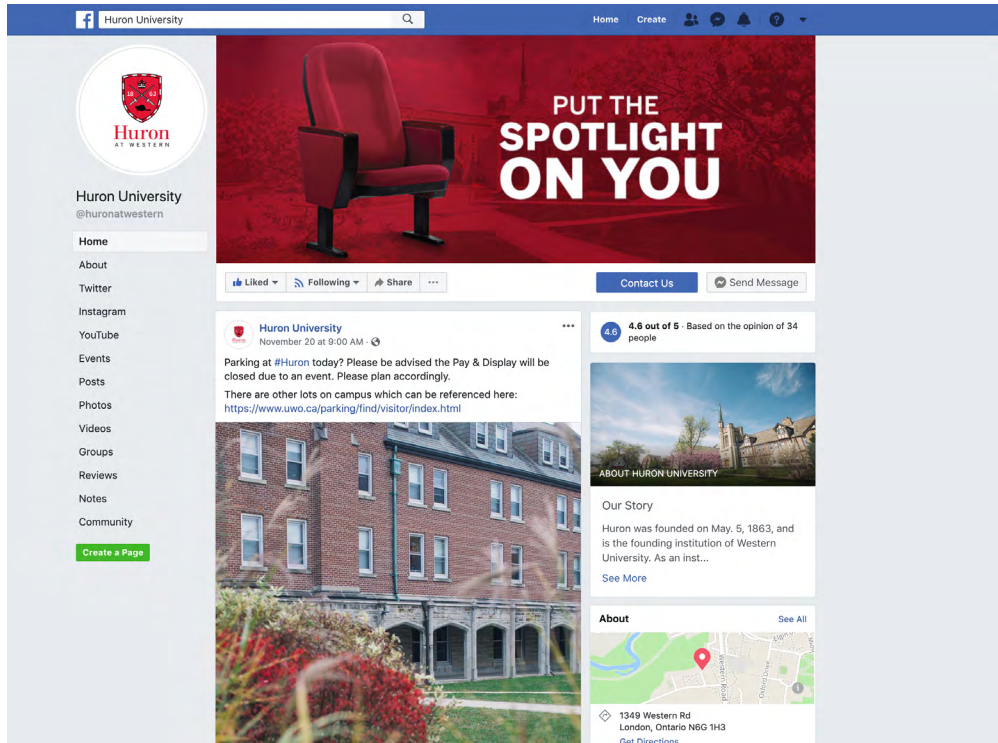 Huron University
Home
Create
18 63
Huron
AT WESTERN
PUT THE
SPOTLIGHT
ON YOU
Huron University
@huronatwestern
Home
About
Twitter
Instagram
YouTube
Events
Posts
Photos
Videos
Groups
Reviews
Notes
Community
Create a Page
Liked
Following
Share
Contact Us
Send Message
Huron University
November 20 at 9:00 AM ·
Parking at #Huron today? Please be advised the Pay & Display will be
closed due to an event. Please plan accordingly.
There are other lots on campus which can be referenced here:
https://www.uwo.ca/parking/find/visitor/index.html
4.6
4.6 out of 5 · Based on the opinion of 34
people
ABOUT HURON UNIVERSITY
Our Story
Huron was founded on May. 5, 1863, and
is the founding institution of Western
University. As an inst...
See More
About
See All
Western Road
Oxford Drive
1349 Western Rd
London, Ontario N6G 1H3
Get Directions